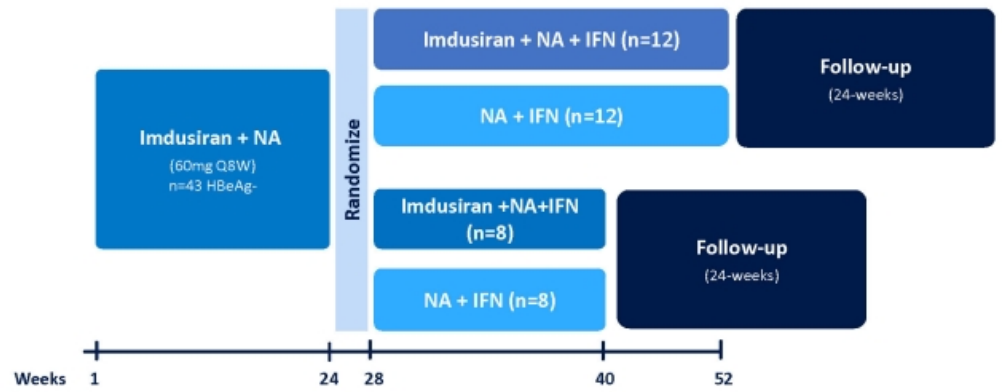 Imdusiran + NA
(60mg Q8W)
n=43 HBeAg-
Randomize
Imdusiran + NA + IFN (n=12)
NA + IFN (n=12)
Follow-up
(24-weeks)
Imdusiran +NA+IFN
(n=8)
NA + IFN (n=8)
Follow-up
(24-weeks)
Weeks 1 24 28 40 52